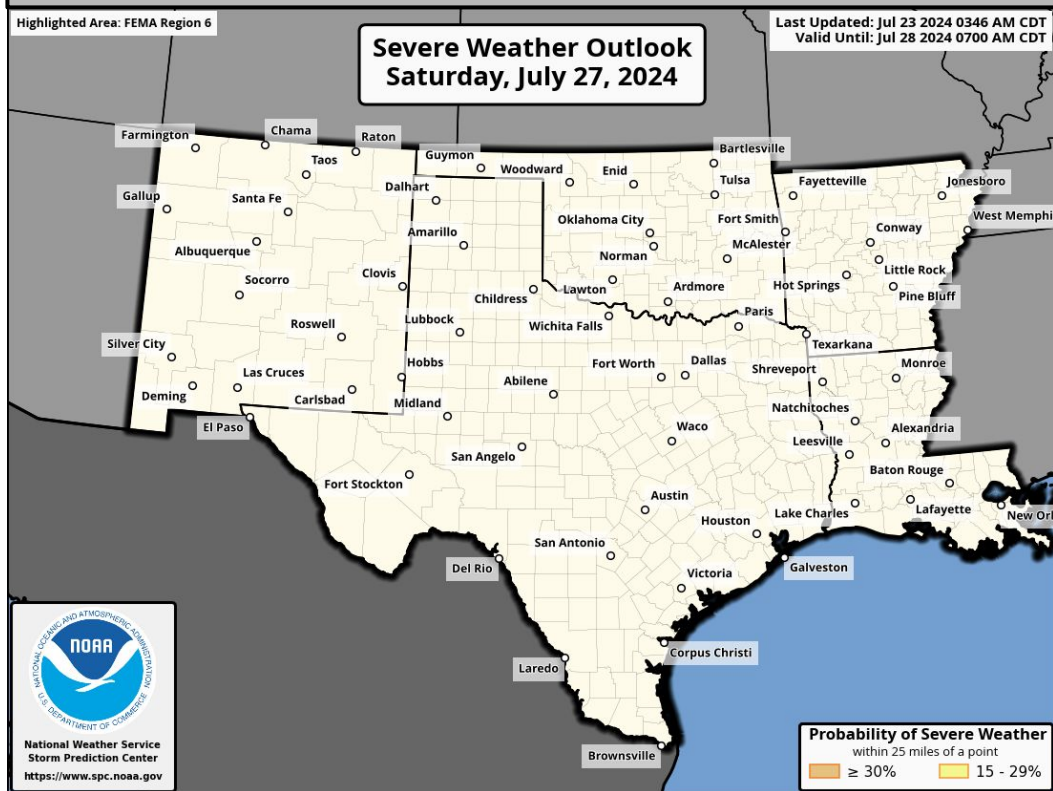 Highlighted Area: FEMA Region 6
Last Updated: Jul 23 2024 0346 AM CDT
Valid Until: Jul 28 2024 0700 AM CDT
Severe Weather Outlook
Saturday, July 27, 2024
Farmington
Chama
Raton
Taos
Guymon
Woodward
Enid
Bartlesville
Gallup
Santa Fe
Dalhart
Tulsa
Fayetteville
Jonesboro
Albuquerque
Amarillo
Oklahoma City
Fort Smith
Conway
West Memphi
Norman
McAlester
Socorro
Clovis
Childress
Lawton
Ardmore
Hot Springs
Little Rock
Pine Bluff
Roswell
Lubbock
Wichita Falls
Paris
Texarkana
Silver City
Las Cruces
Hobbs
Fort Worth
Dallas
Shreveport
Monroe
Deming
Carlsbad
Midland
Abilene
Natchitoches
El Paso
Waco
Leesville
Alexandria
San Angelo
Fort Stockton
Baton Rouge
Austin
Houston
Lake Charles
Lafayette
New Orl
Del Rio
San Antonio
Victoria
Galveston
Laredo
Corpus Christi
Brownsville
NATIONAL OCEANIC AND ATMOSPHERIC ADMINISTRATION
NOAA
U.S. DEPARTMENT OF COMMERCE
National Weather Service
Storm Prediction Center
https://www.spc.noaa.gov
Probability of Severe Weather
within 25 miles of a point
≥ 30%
15 - 29%